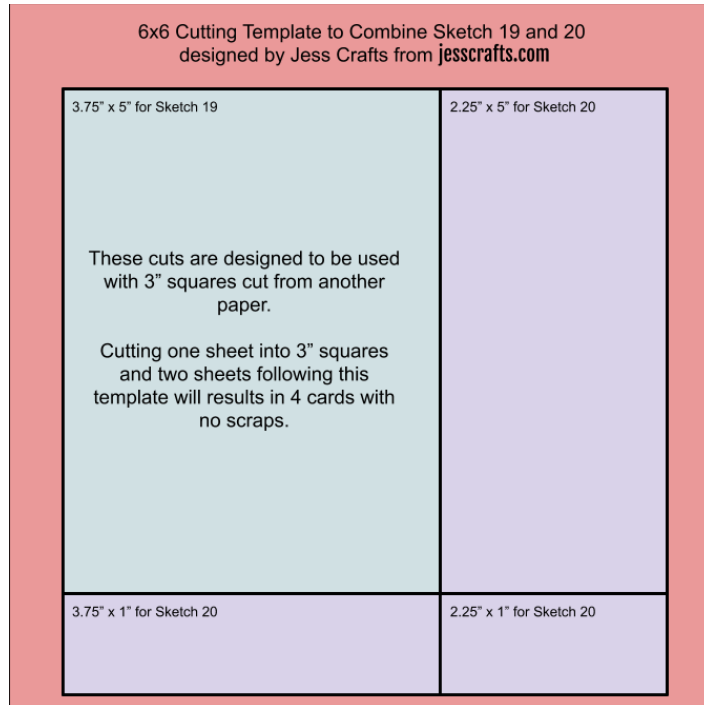 6x6 Cutting Template to Combine Sketch 19 and 20
designed by Jess Crafts from jesscrafts.com
3.75” x 5” for Sketch 19
2.25” x 5” for Sketch 20
These cuts are designed to be used
with 3” squares cut from another
paper.
Cutting one sheet into 3” squares
and two sheets following this
template will results in 4 cards with
no scraps.
3.75” x 1” for Sketch 20
2.25” x 1” for Sketch 20